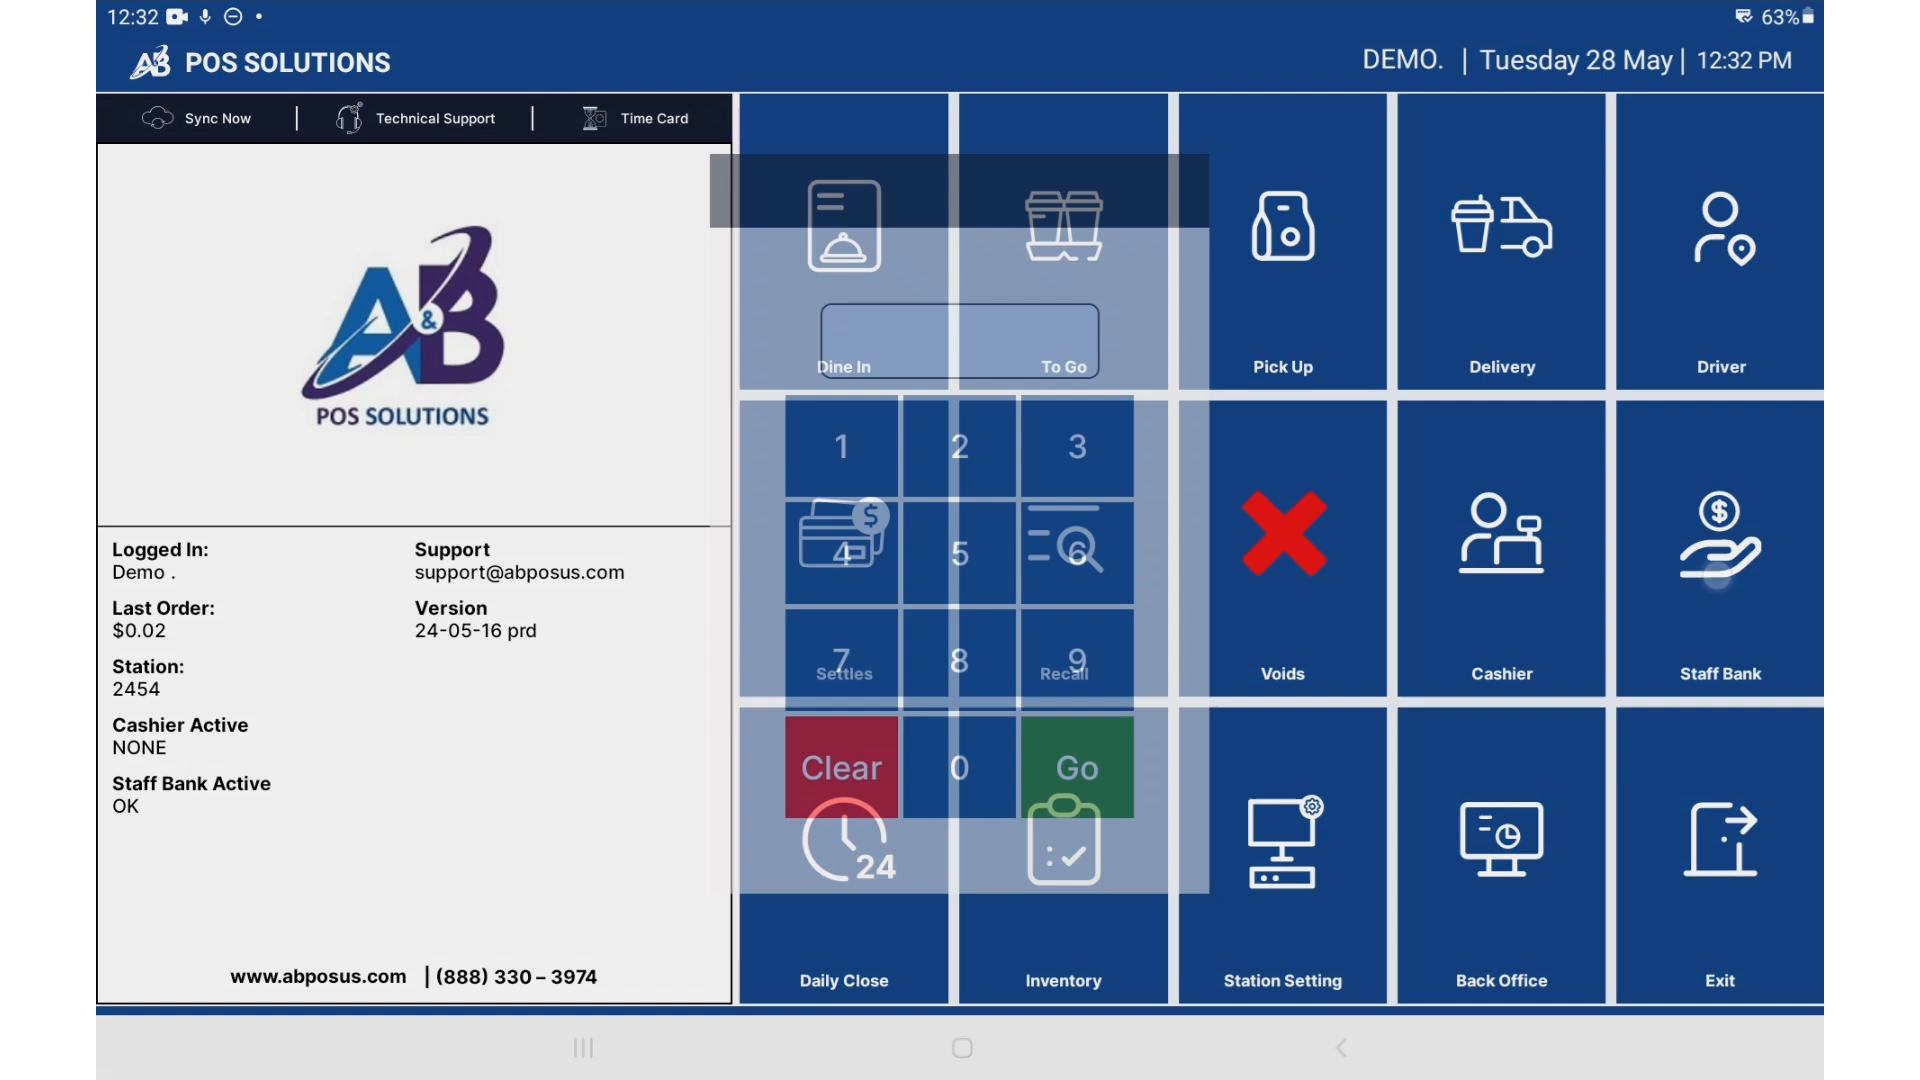 12:32
63%
A&B POS SOLUTIONS
DEMO. | Tuesday 28 May | 12:32 PM
Sync Now | Technical Support | Time Card
A&B
POS SOLUTIONS
Logged In:
Demo .
Last Order:
$0.02
Station:
2454
Cashier Active
NONE
Staff Bank Active
OK
Support
support@abposus.com
Version
24-05-16 prd
www.abposus.com | (888) 330 – 3974
Dine In
To Go
Pick Up
Delivery
Driver
1 2 3
4 5 6
7 8 9
Clear 0 Go
$
Settles
Recall
Voids
Cashier
$
Staff Bank
24
Daily Close
Inventory
Station Setting
Back Office
Exit